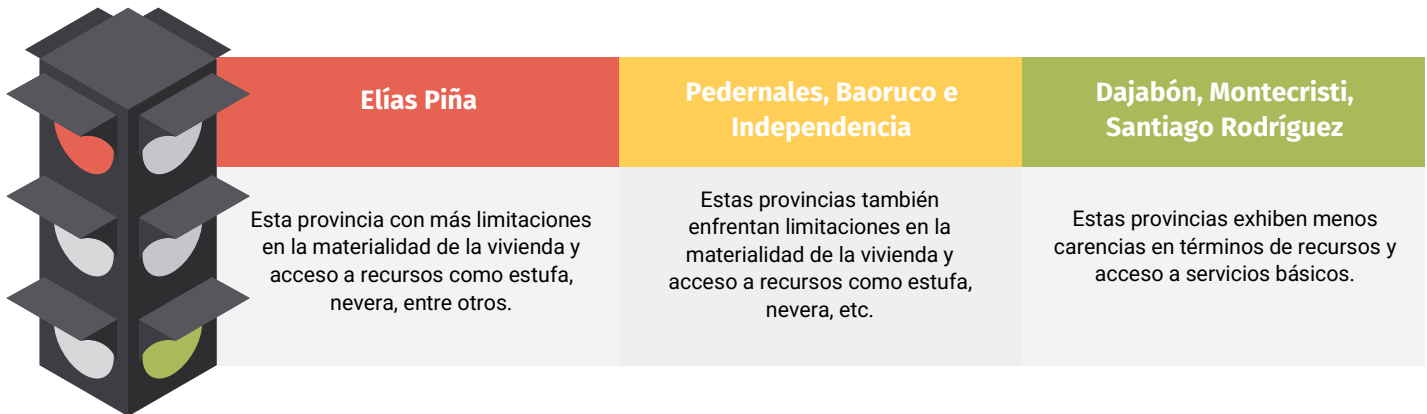 Elías Piña
Esta provincia con más limitaciones
en la materialidad de la vivienda y
acceso a recursos como estufa,
nevera, entre otros.
Pedernales, Baoruco e
Independencia
Estas provincias también
enfrentan limitaciones en la
materialidad de la vivienda y
acceso a recursos como estufa,
nevera, etc.
Dajabón, Montecristi,
Santiago Rodríguez
Estas provincias exhiben menos
carencias en términos de recursos y
acceso a servicios básicos.